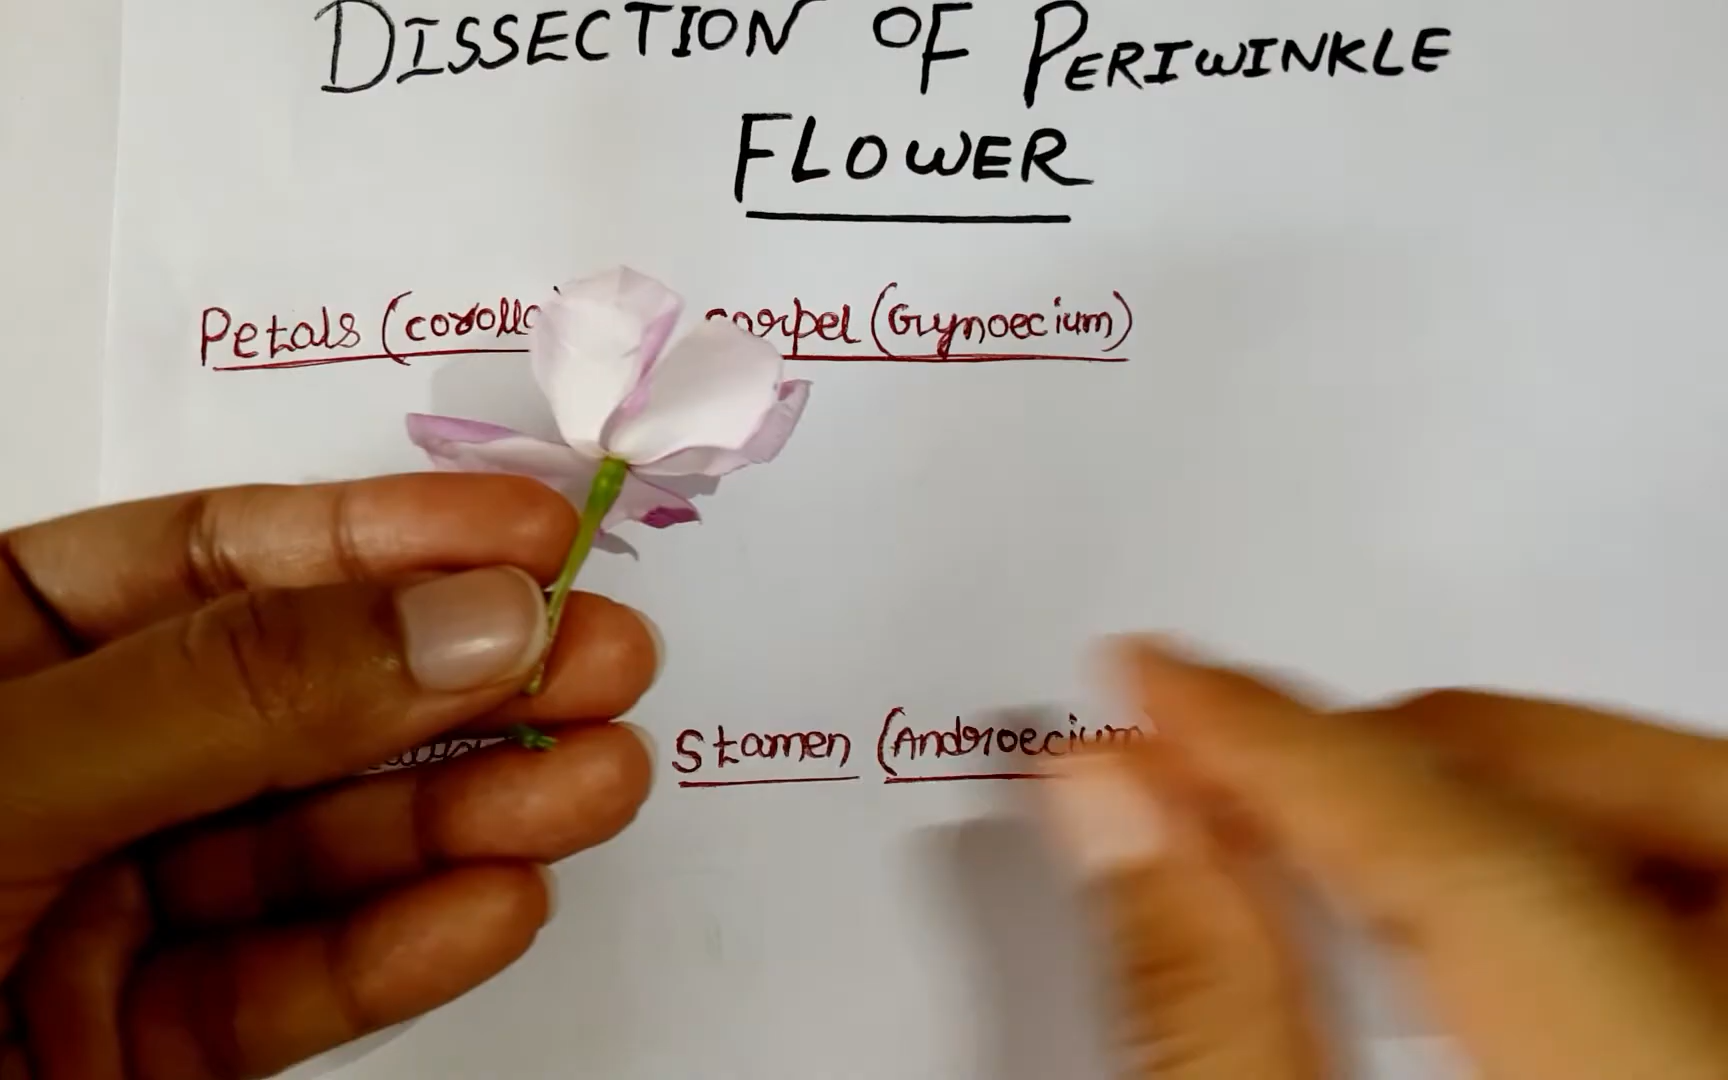 DISSECTION OF PERIWINKLE
FLOWER
Petals (corolla carpel (Gynoecium)
Stamen (Androecium